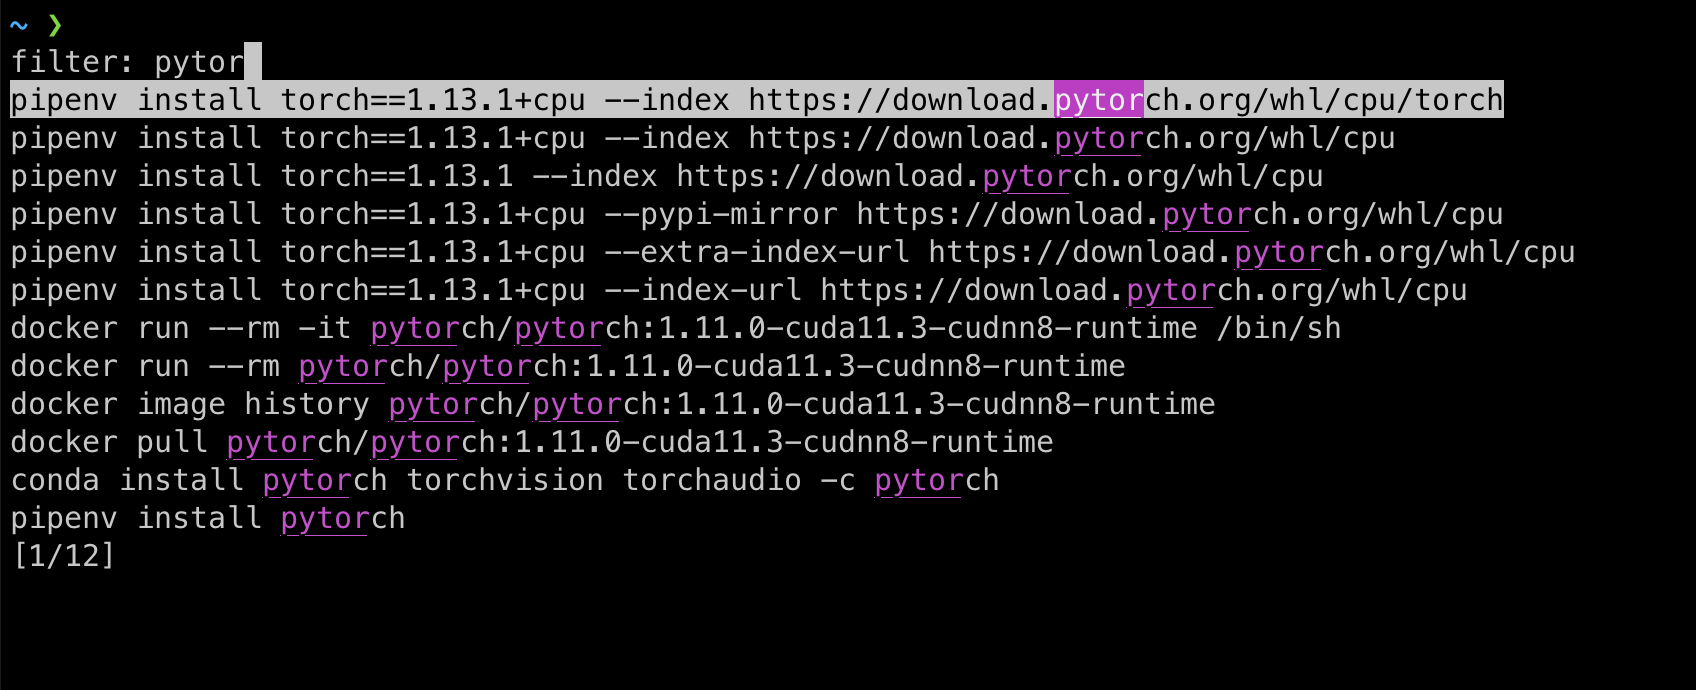 ~ ❯
filter: pytor
pipenv install torch==1.13.1+cpu --index https://download.pytorch.org/whl/cpu/torch
pipenv install torch==1.13.1+cpu --index https://download.pytorch.org/whl/cpu
pipenv install torch==1.13.1 --index https://download.pytorch.org/whl/cpu
pipenv install torch==1.13.1+cpu --pypi-mirror https://download.pytorch.org/whl/cpu
pipenv install torch==1.13.1+cpu --extra-index-url https://download.pytorch.org/whl/cpu
pipenv install torch==1.13.1+cpu --index-url https://download.pytorch.org/whl/cpu
docker run --rm -it pytorch/pytorch:1.11.0-cuda11.3-cudnn8-runtime /bin/sh
docker run --rm pytorch/pytorch:1.11.0-cuda11.3-cudnn8-runtime
docker image history pytorch/pytorch:1.11.0-cuda11.3-cudnn8-runtime
docker pull pytorch/pytorch:1.11.0-cuda11.3-cudnn8-runtime
conda install pytorch torchvision torchaudio -c pytorch
pipenv install pytorch
[1/12]